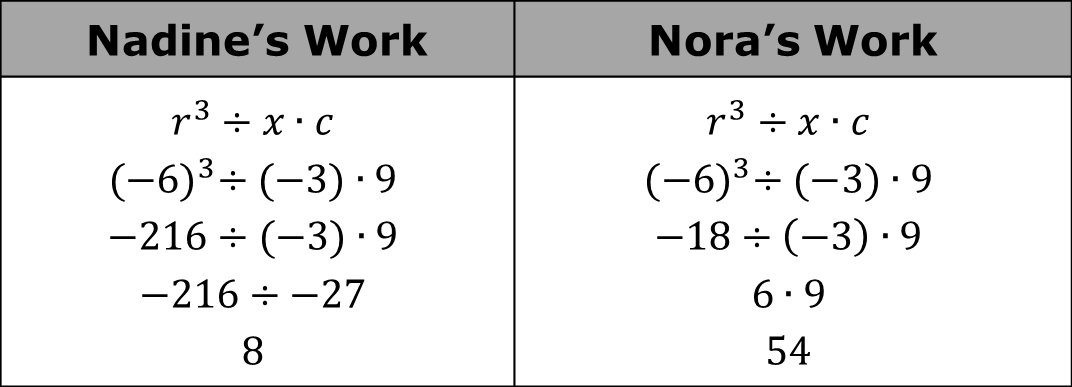 Nadine's Work
r³ ÷ x · c
(−6)³ ÷ (−3) · 9
−216 ÷ (−3) · 9
−216 ÷ −27
8
Nora's Work
r³ ÷ x · c
(−6)³ ÷ (−3) · 9
−18 ÷ (−3) · 9
6 · 9
54